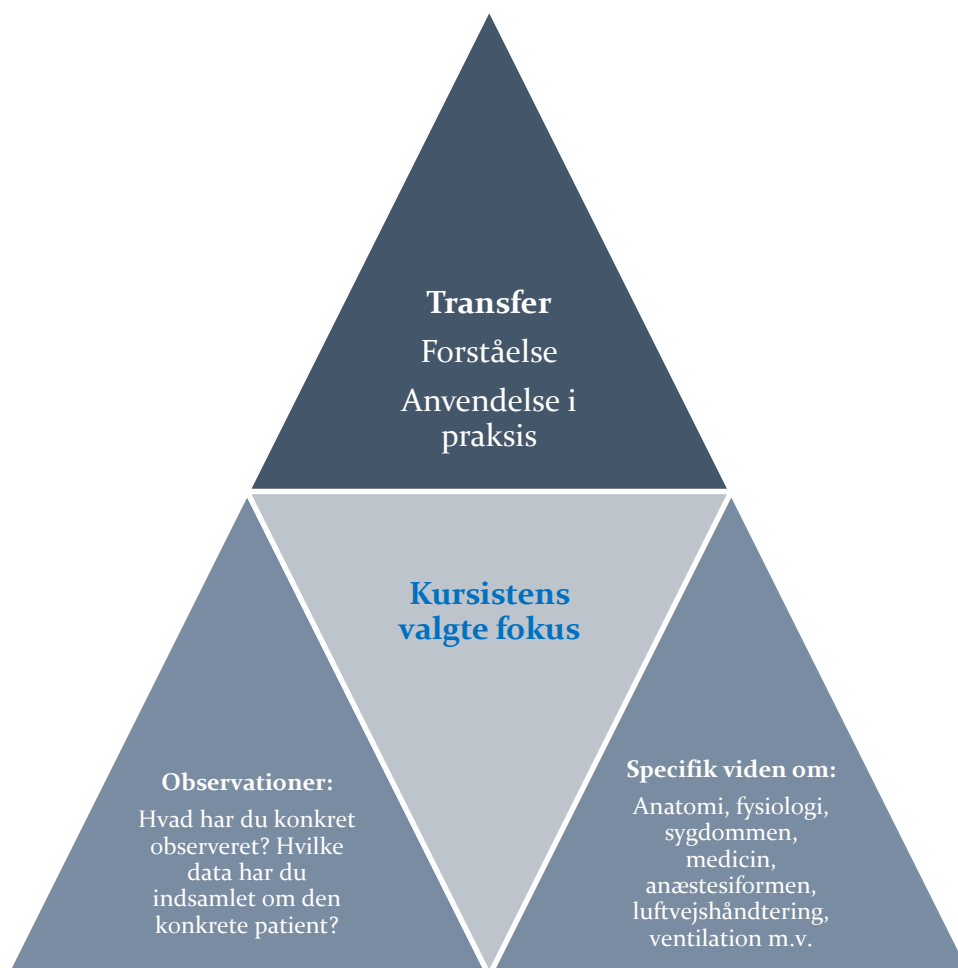 Transfer
Forståelse
Anvendelse i
praksis
Kursistens
valgte fokus
Observationer:
Hvad har du konkret
observeret? Hvilke
data har du
indsamlet om den
konkrete patient?
Specifik viden om:
Anatomi, fysiologi,
sygdommen,
medicin,
anæstesiformen,
luftvejshåndtering,
ventilation m.v.